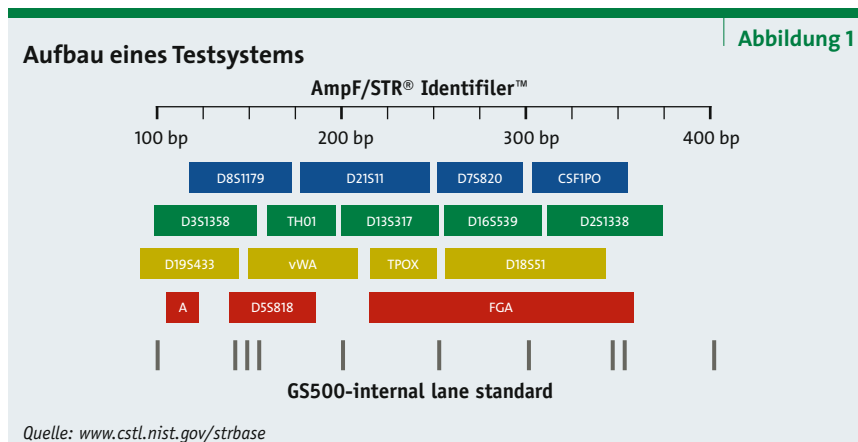 Abbildung 1
Aufbau eines Testsystems
AmpF/STR® Identifiler™
100 bp 200 bp 300 bp 400 bp
D8S1179 D21S11 D7S820 CSF1PO
D3S1358 TH01 D13S317 D16S539 D2S1338
D19S433 vWA TPOX D18S51
A D5S818 FGA
GS500-internal lane standard
Quelle: www.cstl.nist.gov/strbase